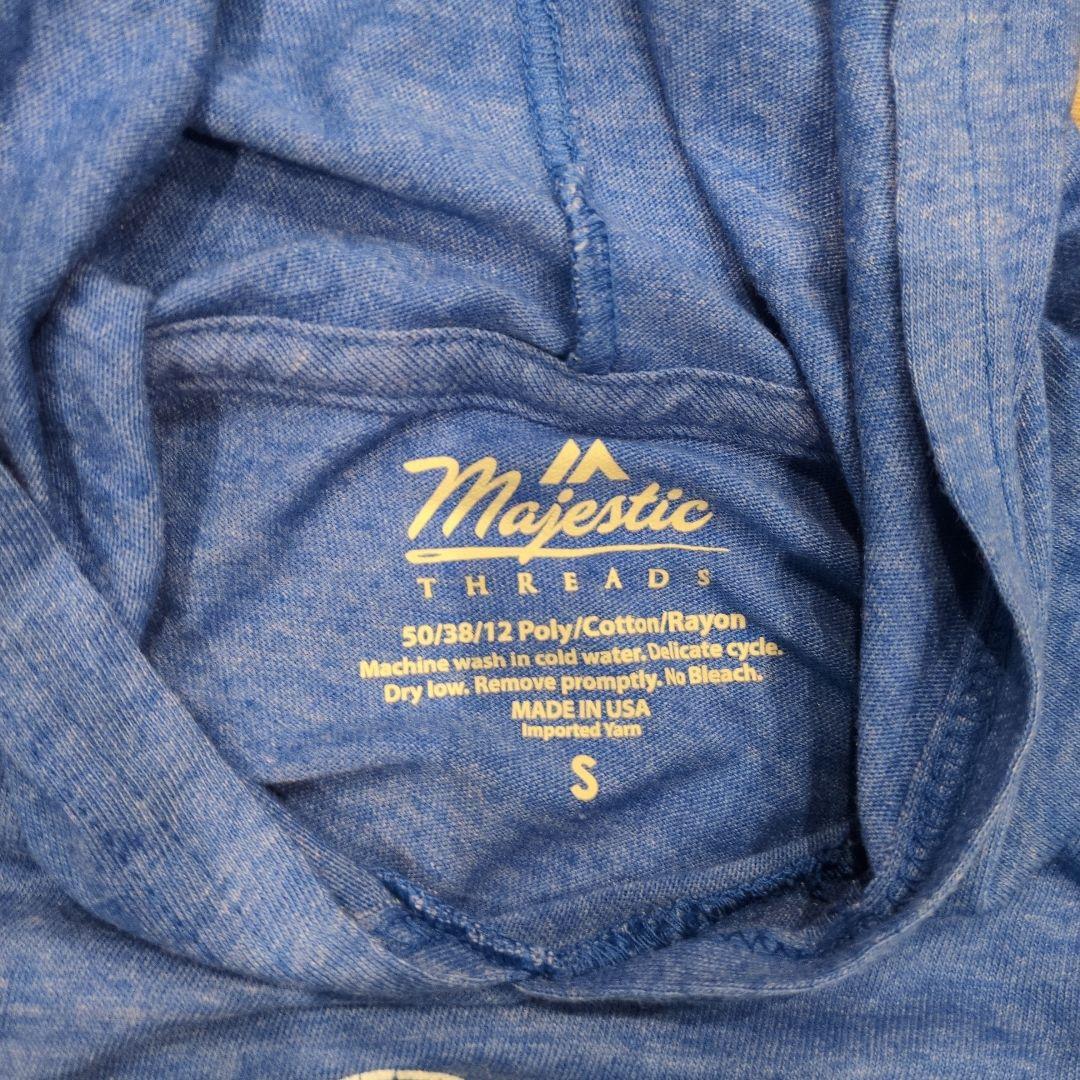 Majestic
THREADS
50/38/12 Poly/Cotton/Rayon
Machine wash in cold water. Delicate cycle.
Dry low. Remove promptly. No Bleach.
MADE IN USA
Imported Yarn
S